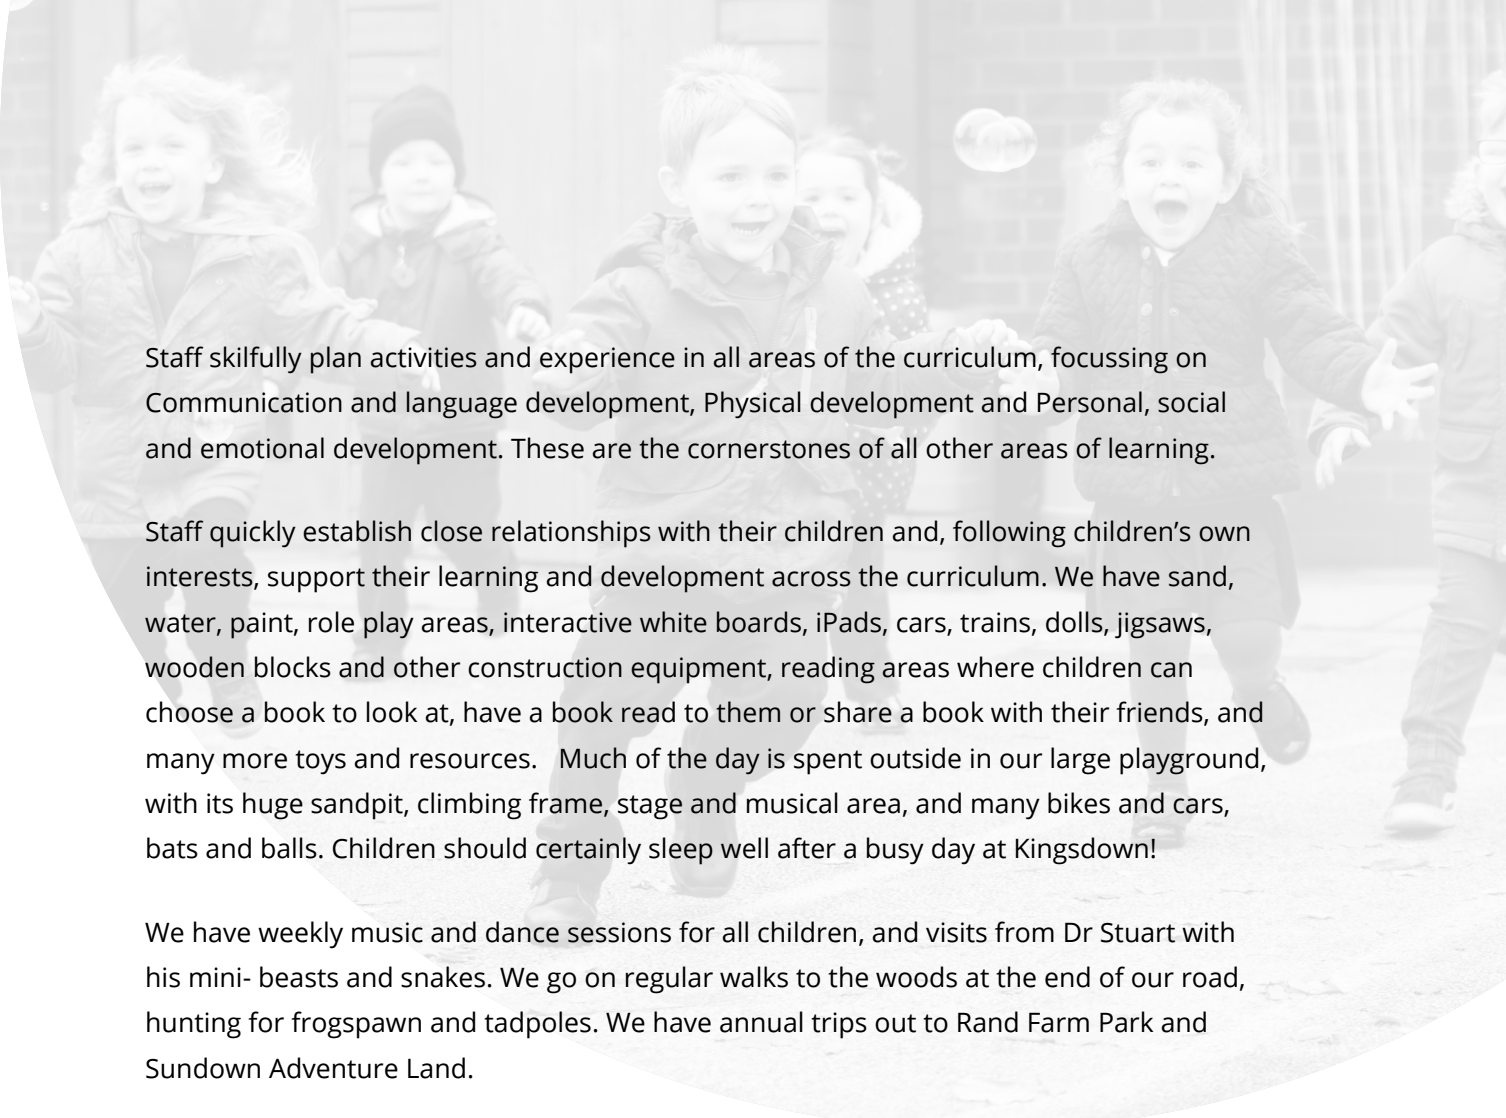 Staff skilfully plan activities and experience in all areas of the curriculum, focussing on
Communication and language development, Physical development and Personal, social
and emotional development. These are the cornerstones of all other areas of learning.
Staff quickly establish close relationships with their children and, following children’s own
interests, support their learning and development across the curriculum. We have sand,
water, paint, role play areas, interactive white boards, iPads, cars, trains, dolls, jigsaws,
wooden blocks and other construction equipment, reading areas where children can
choose a book to look at, have a book read to them or share a book with their friends, and
many more toys and resources.   Much of the day is spent outside in our large playground,
with its huge sandpit, climbing frame, stage and musical area, and many bikes and cars,
bats and balls. Children should certainly sleep well after a busy day at Kingsdown!
We have weekly music and dance sessions for all children, and visits from Dr Stuart with
his mini- beasts and snakes. We go on regular walks to the woods at the end of our road,
hunting for frogspawn and tadpoles. We have annual trips out to Rand Farm Park and
Sundown Adventure Land.